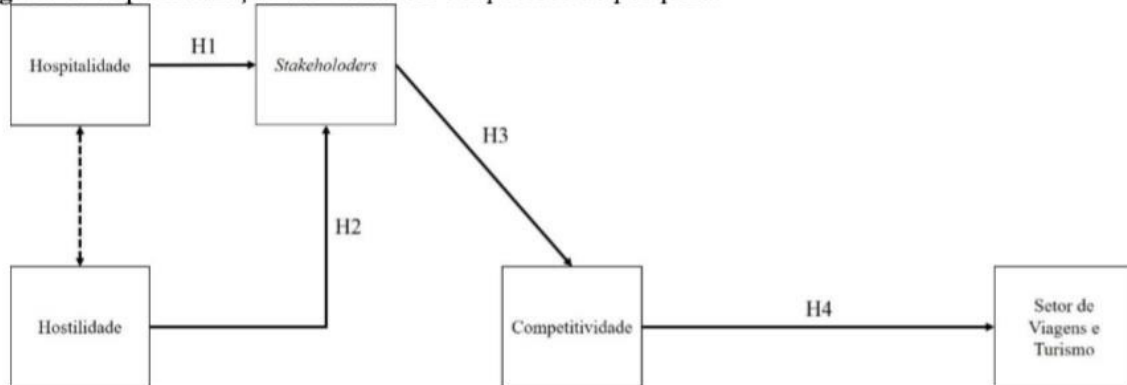 Hospitalidade
H1
Stakeholoders
H3
H2
Hostilidade
Competitividade
H4
Setor de
Viagens e
Turismo